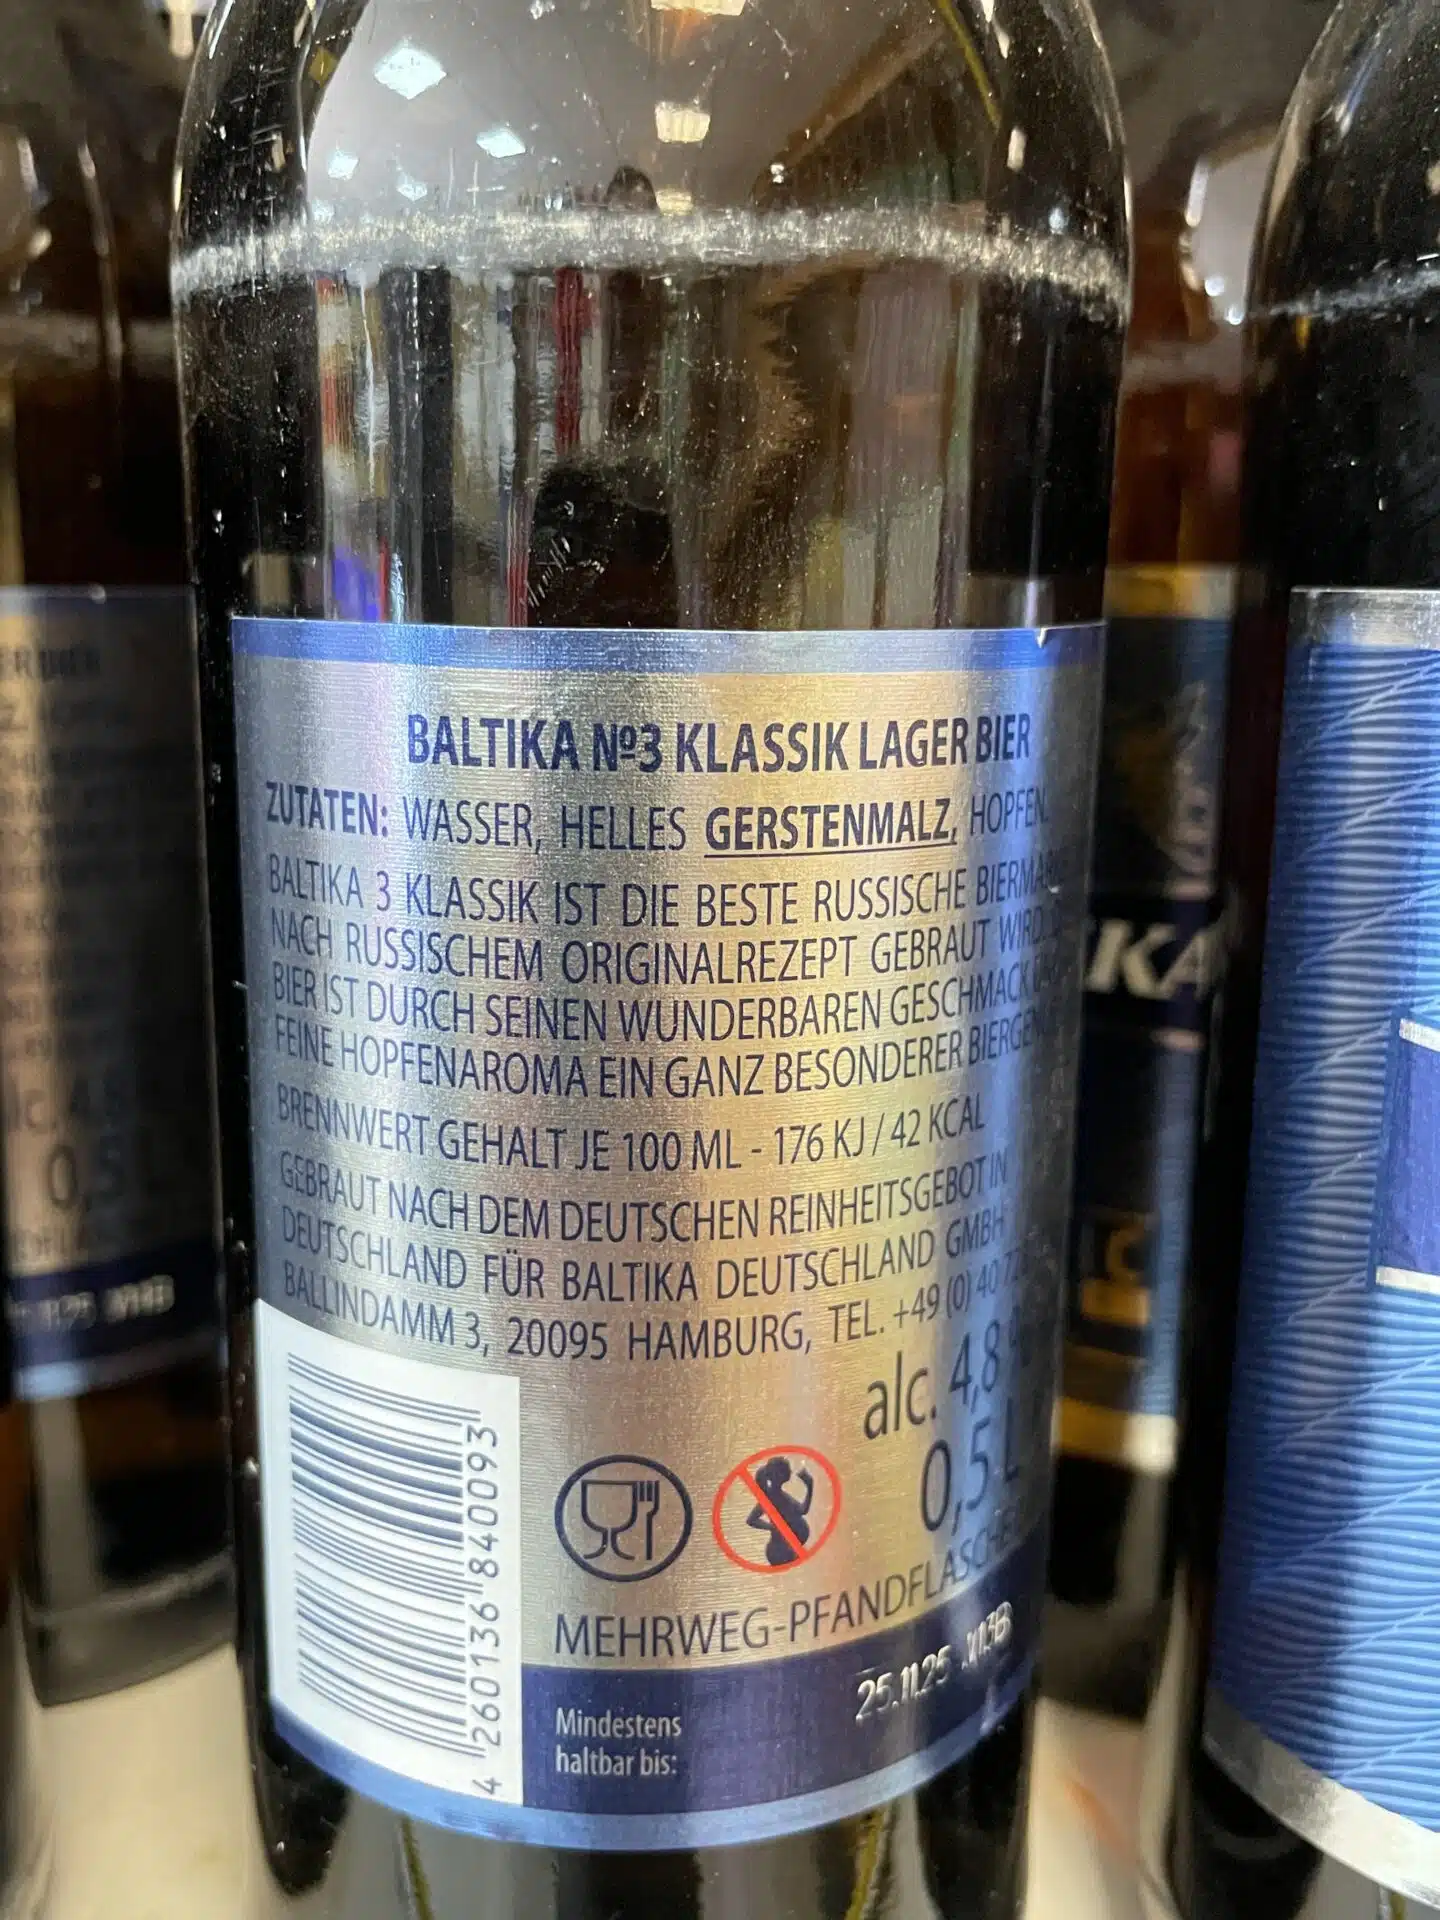 BALTIKA №3 KLASSIK LAGER BIER
ZUTATEN: WASSER, HELLES GERSTENMALZ, HOPFEN
BALTIKA 3 KLASSIK IST DIE BESTE RUSSISCHE
NACH RUSSISCHEM ORIGINALREZEPT GEBRAUT WIRD
BIER IST DURCH SEINEN WUNDERBAREN GESCHMACK
FEINE HOPFENAROMA EIN GANZ BESONDERER
BRENNWERT GEHALT JE 100 ML - 176 KJ / 42 KCAL
GEBRAUT NACH DEM DEUTSCHEN REINHEITSGEBOT IN
DEUTSCHLAND FÜR BALTIKA DEUTSCHLAND GMBH
BALLINDAMM 3, 20095 HAMBURG, TEL. +49 (0) 40
alc. 4,8
0,5 L
MEHRWEG-PFANDFLASCHE
4 260136 840093
Mindestens
haltbar bis:
25.11.25
KA
0,5